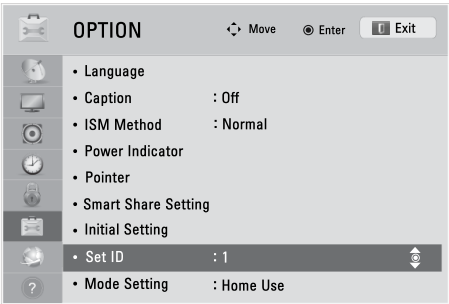 OPTION Move Enter Exit
• Language
• Caption : Off
• ISM Method : Normal
• Power Indicator
• Pointer
• Smart Share Setting
• Initial Setting
• Set ID : 1
• Mode Setting : Home Use
?